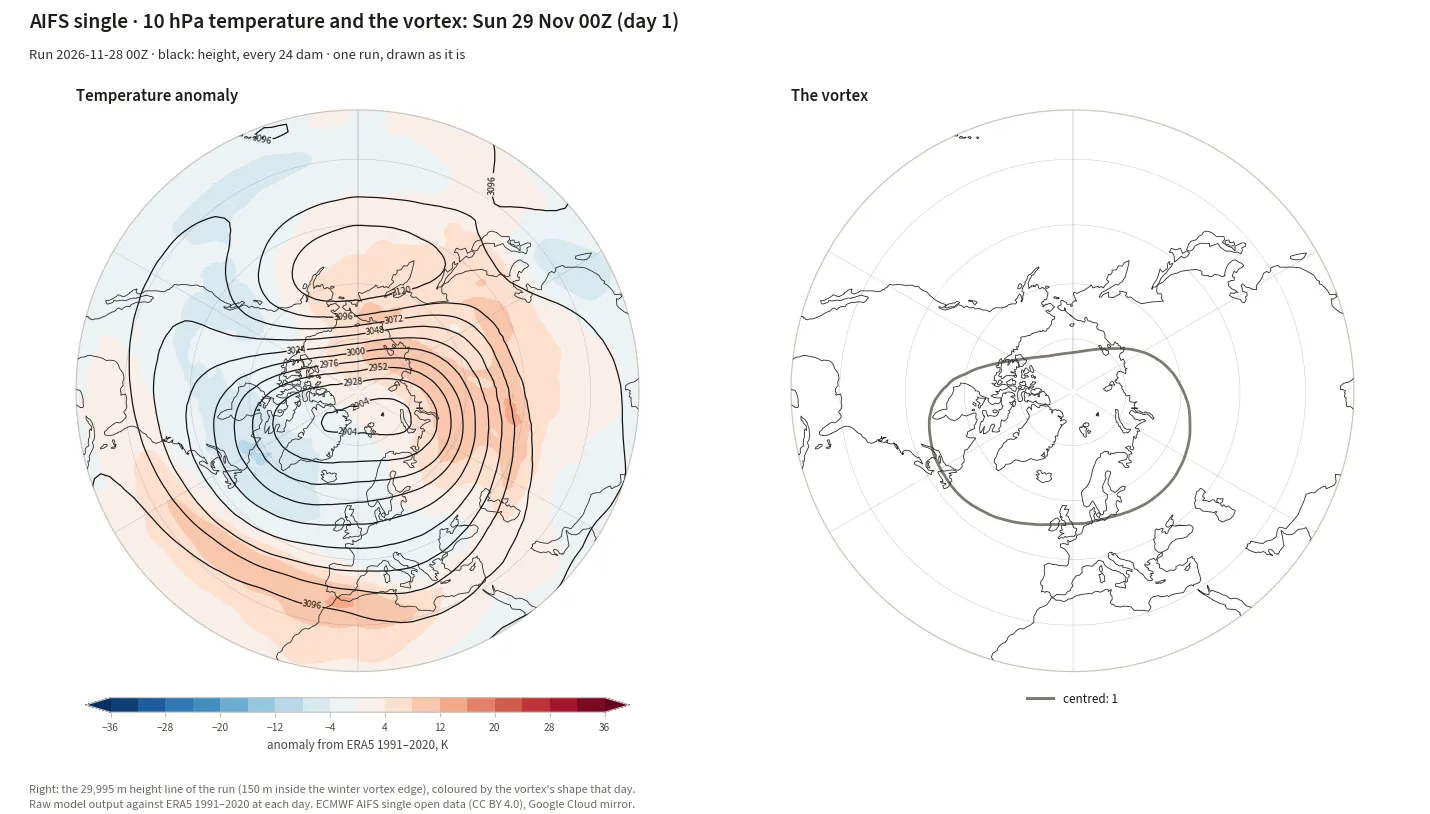 AIFS single · 10 hPa temperature and the vortex: Sun 29 Nov 00Z (day 1)
Run 2026-11-28 00Z · black: height, every 24 dam · one run, drawn as it is
Temperature anomaly
The vortex
3096
3096
3120
3096
3072
3048
3024
3000
2976
2952
2928
2904
2904
3096
centred: 1
−36 −28 −20 −12 −4 4 12 20 28 36
anomaly from ERA5 1991–2020, K
Right: the 29,995 m height line of the run (150 m inside the winter vortex edge), coloured by the vortex's shape that day.
Raw model output against ERA5 1991–2020 at each day. ECMWF AIFS single open data (CC BY 4.0), Google Cloud mirror.